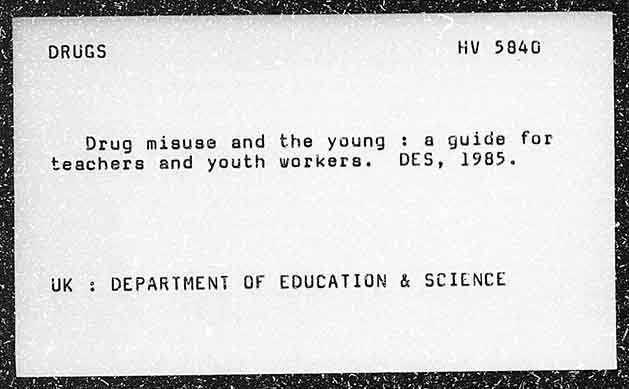 DRUGS HV 5840
Drug misuse and the young : a guide for
teachers and youth workers. DES, 1985.
UK : DEPARTMENT OF EDUCATION & SCIENCE